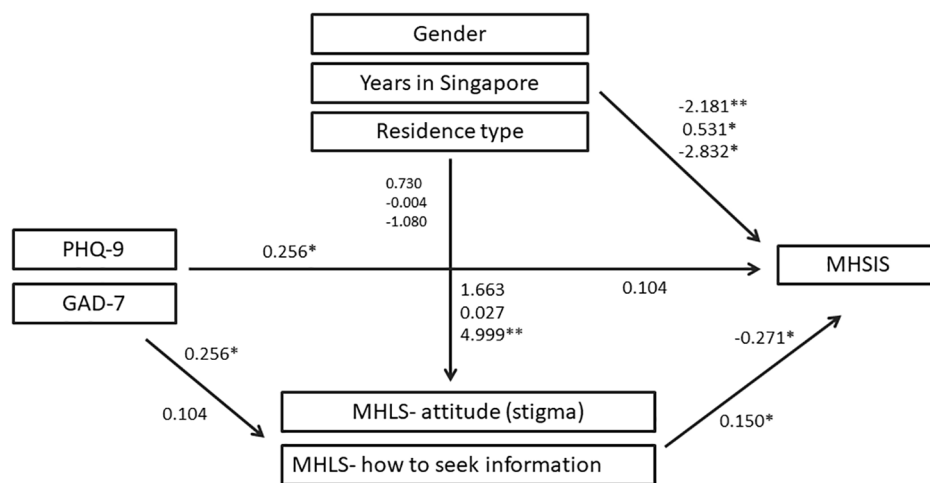 Gender
Years in Singapore
Residence type
-2.181**
0.531*
-2.832*
0.730
-0.004
-1.080
PHQ-9
GAD-7
0.256*
0.104
MHSIS
1.663
0.027
4.999**
0.256*
0.104
-0.271*
0.150*
MHLS- attitude (stigma)
MHLS- how to seek information